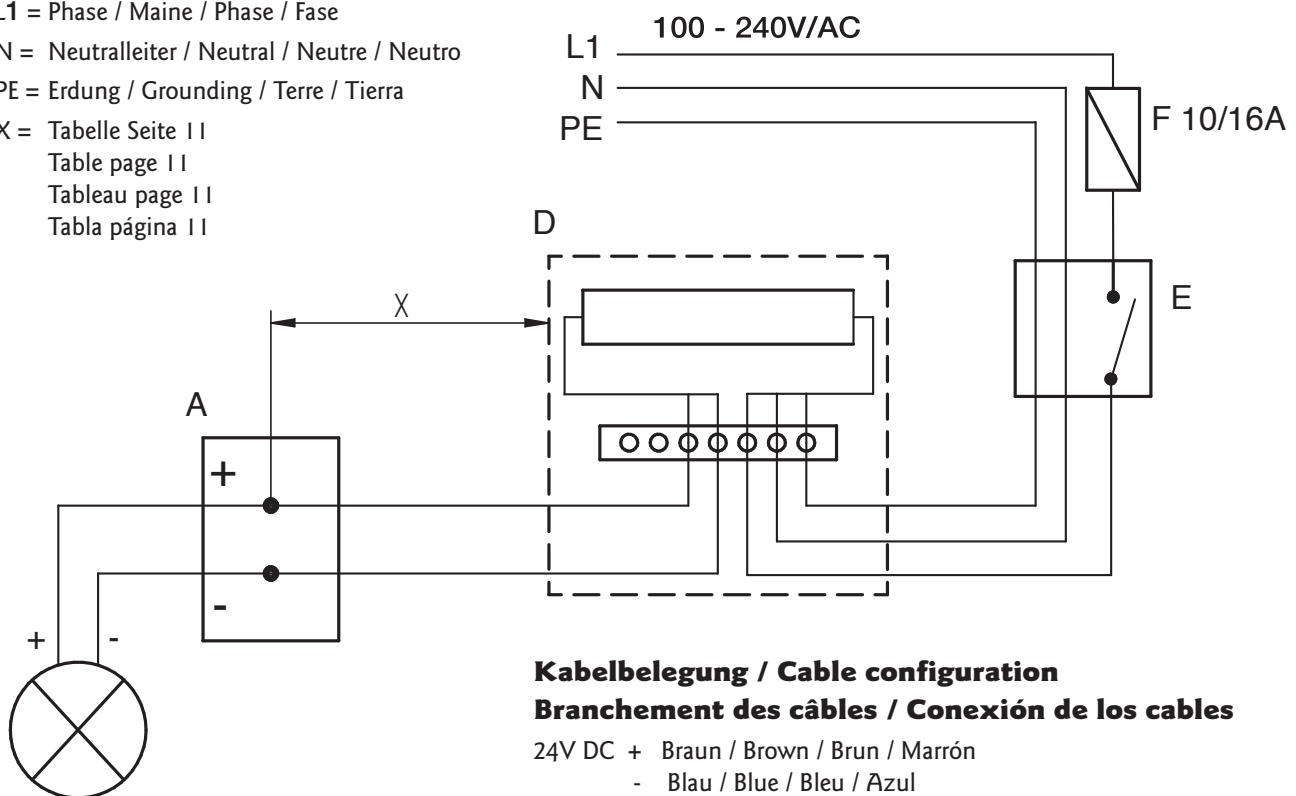 L1 = Phase / Maine / Phase / Fase
N = Neutralleiter / Neutral / Neutre / Neutro
PE = Erdung / Grounding / Terre / Tierra
X = Tabelle Seite 11
Table page 11
Tableau page 11
Tabla página 11
100 - 240V/AC
L1
N
PE
F 10/16A
D
E
X
A
+
-
+ -
Kabelbelegung / Cable configuration
Branchement des câbles / Conexión de los cables
24V DC + Braun / Brown / Brun / Marrón
- Blau / Blue / Bleu / Azul